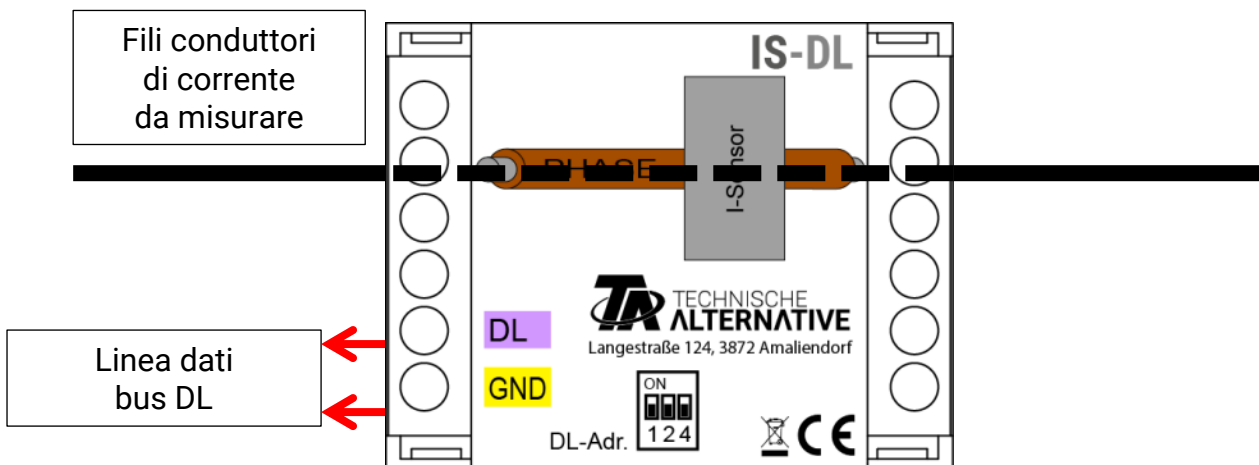 Fili conduttori
di corrente
da misurare
IS-DL
PHASE
I-Sensor
TA TECHNISCHE
ALTERNATIVE
Langestraße 124, 3872 Amaliendorf
DL
GND
Linea dati
bus DL
ON
1 2 4
DL-Adr.
CE